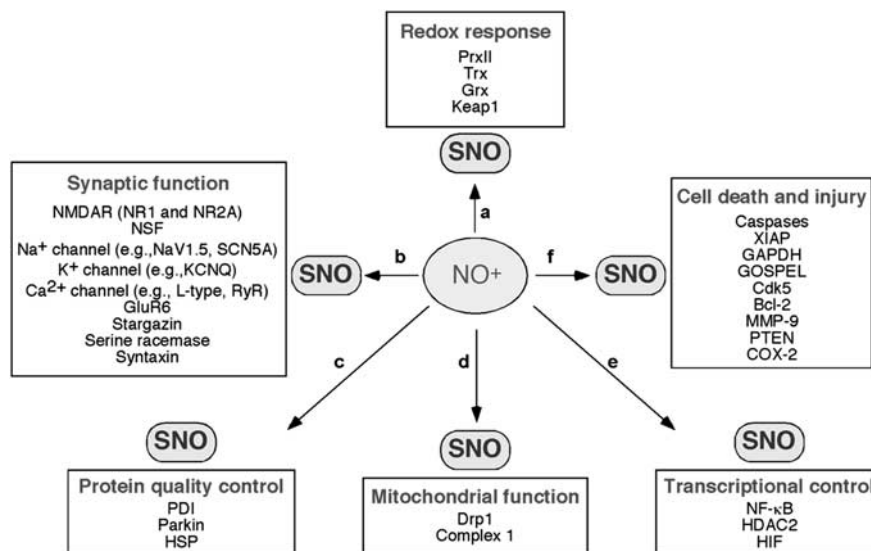 Redox response
PrxII
Trx
Grx
Keap1
SNO
a
Synaptic function
NMDAR (NR1 and NR2A)
NSF
Na+ channel (e.g.,NaV1.5, SCN5A)
K+ channel (e.g.,KCNQ)
Ca2+ channel (e.g., L-type, RyR)
GluR6
Stargazin
Serine racemase
Syntaxin
SNO
b
NO+
f
SNO
Cell death and injury
Caspases
XIAP
GAPDH
GOSPEL
Cdk5
Bcl-2
MMP-9
PTEN
COX-2
c
d
e
SNO
Protein quality control
PDI
Parkin
HSP
SNO
Mitochondrial function
Drp1
Complex 1
SNO
Transcriptional control
NF-κB
HDAC2
HIF